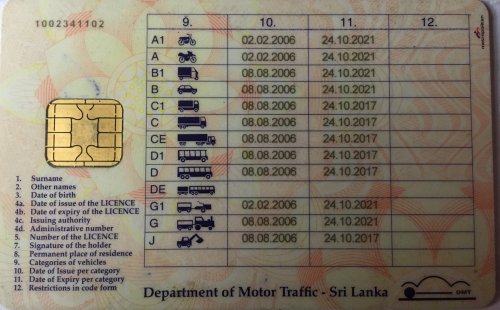 1002341102
9. 10. 11. 12.
A1 02.02.2006 24.10.2021
A 02.02.2006 24.10.2021
B1 08.08.2006 24.10.2021
B 08.08.2006 24.10.2021
C1 08.08.2006 24.10.2017
C 08.08.2006 24.10.2017
CE 08.08.2006 24.10.2017
D1 08.08.2006 24.10.2017
D 08.08.2006 24.10.2017
DE
G1 02.02.2006 24.10.2021
G 08.08.2006 24.10.2021
J 08.08.2006 24.10.2017
1. Surname
2. Other names
3. Date of birth
4a. Date of issue of the LICENCE
4b. Date of expiry of the LICENCE
4c. Issuing authority
4d. Administrative number
5. Number of the LICENCE
7. Signature of the holder
8. Permanent place of residence
9. Categories of vehicles
10. Date of Issue per category
11. Date of Expiry per category
12. Restrictions in code form
Department of Motor Traffic - Sri Lanka
DMT